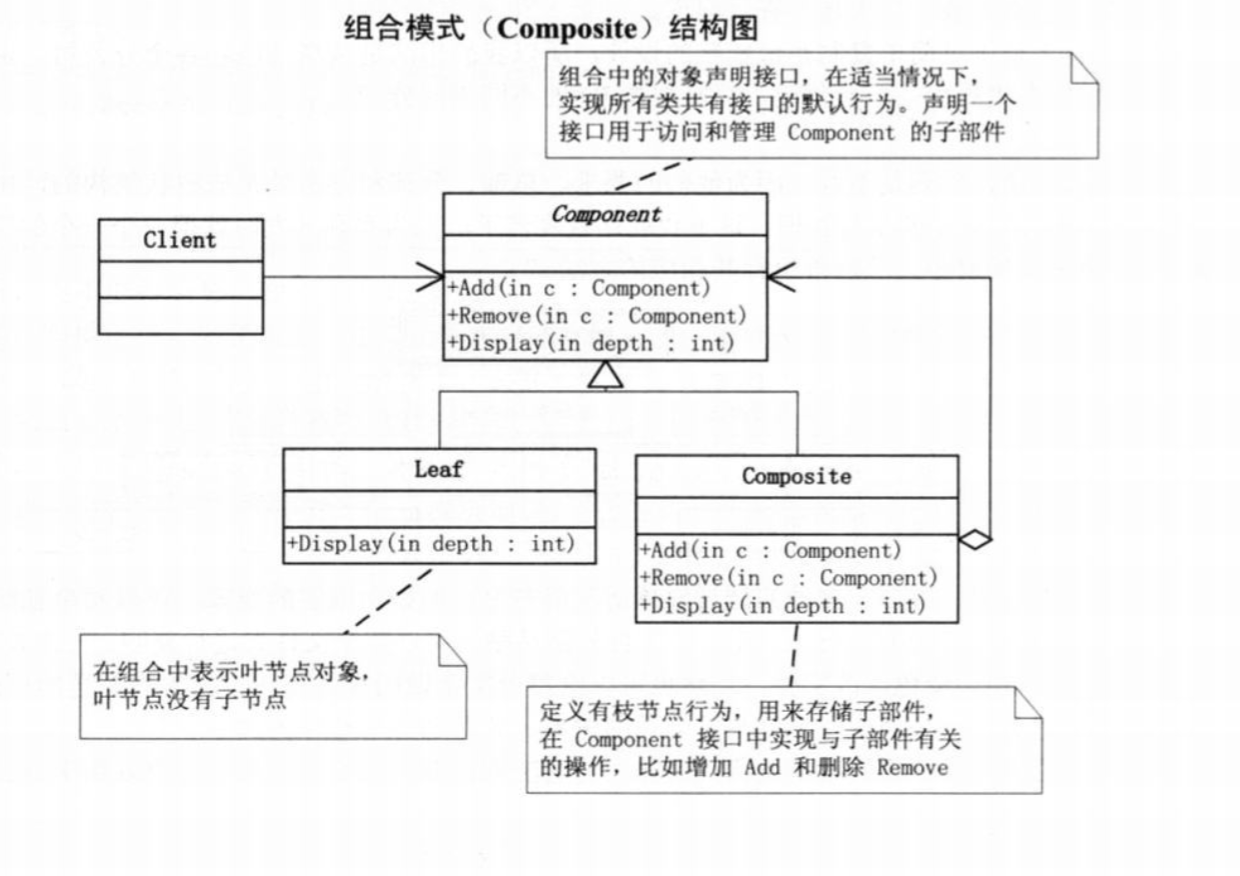 组合模式（Composite）结构图
组合中的对象声明接口，在适当情况下，
实现所有类共有接口的默认行为。声明一个
接口用于访问和管理 Component 的子部件
Component
+Add(in c : Component)
+Remove(in c : Component)
+Display(in depth : int)
Client
Leaf
+Display(in depth : int)
Composite
+Add(in c : Component)
+Remove(in c : Component)
+Display(in depth : int)
在组合中表示叶节点对象，
叶节点没有子节点
定义有枝节点行为，用来存储子部件，
在 Component 接口中实现与子部件有关
的操作，比如增加 Add 和删除 Remove